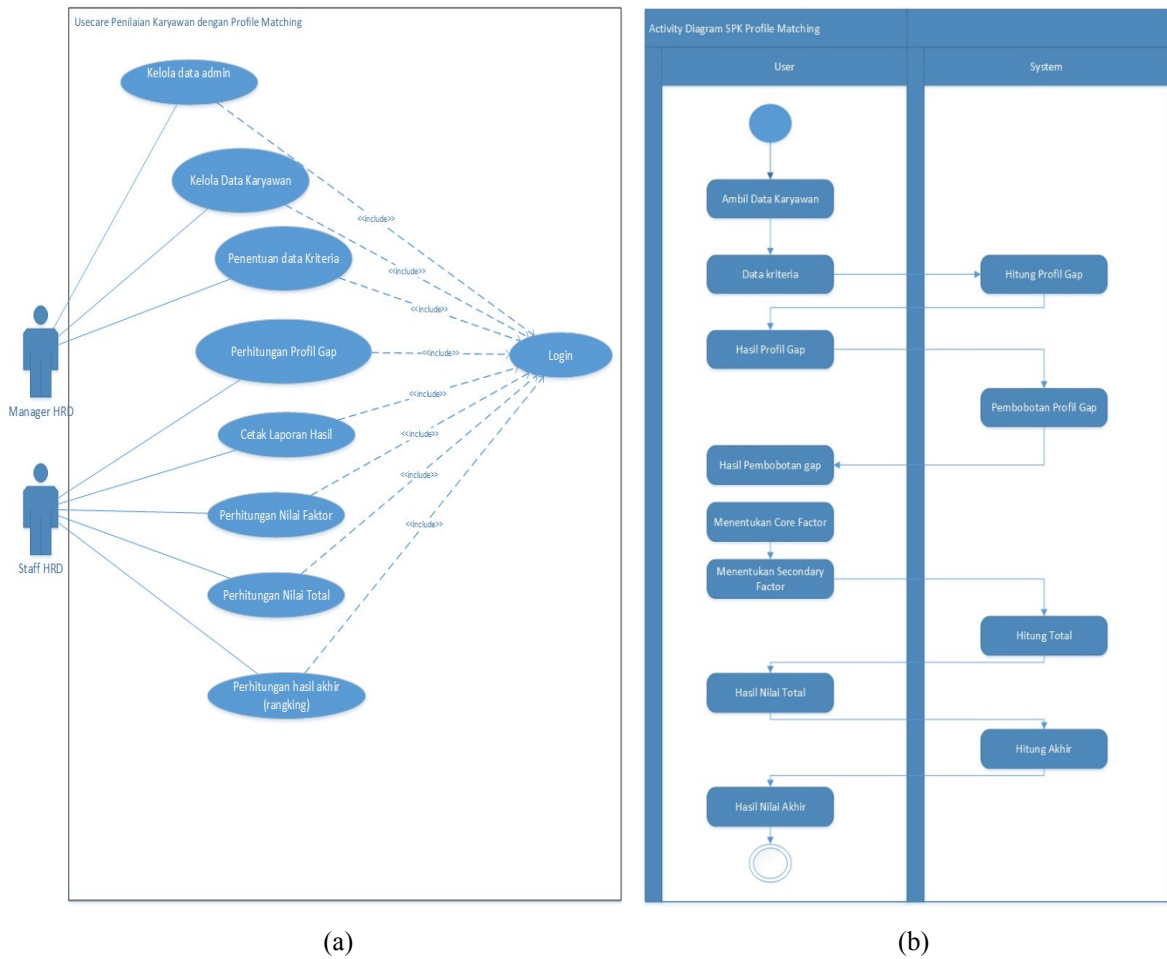 Usecare Penilaian Karyawan dengan Profile Matching
Kelola data admin
Kelola Data Karyawan
<<include>>
Penentuan data Kriteria
<<include>>
<<include>>
Manager HRD
Perhitungan Profil Gap
<<include>>
Login
<<include>>
Cetak Laporan Hasil
<<include>>
<<include>>
Staff HRD
Perhitungan Nilai Faktor
<<include>>
Perhitungan Nilai Total
Perhitungan hasil akhir
(rangking)
(a)
Activity Diagram SPK Profile Matching
User
System
Ambil Data Karyawan
Data kriteria
Hitung Profil Gap
Hasil Profil Gap
Pembobotan Profil Gap
Hasil Pembobotan gap
Menentukan Core Factor
Menentukan Secondary
Factor
Hitung Total
Hasil Nilai Total
Hitung Akhir
Hasil Nilai Akhir
(b)